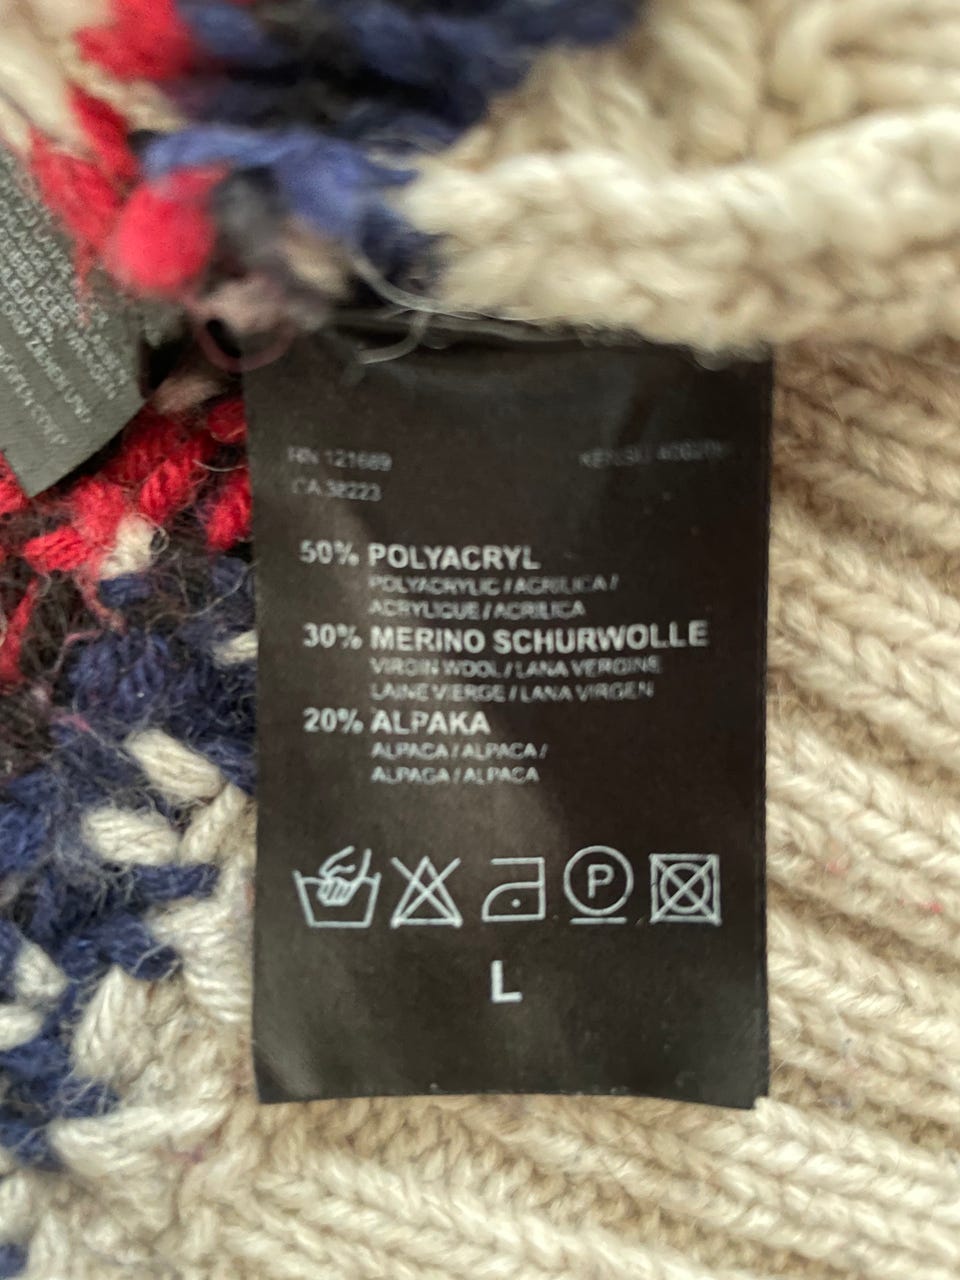 RN 121669
CA 38223
50% POLYACRYL
POLYACRYLIC / ACRILICA /
ACRYLIQUE / ACRILICA
30% MERINO SCHURWOLLE
VIRGIN WOOL / LANA VERGINE
LAINE VIERGE / LANA VIRGEN
20% ALPAKA
ALPACA / ALPACA /
ALPAGA / ALPACA
P
L